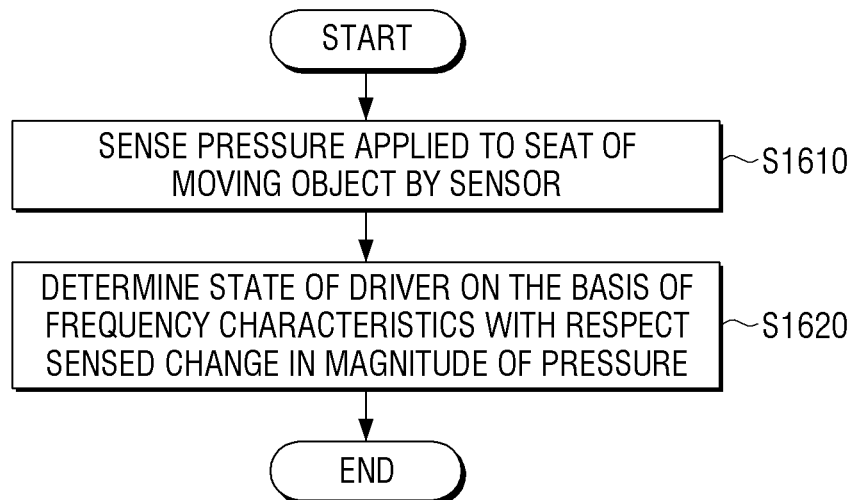 START
SENSE PRESSURE APPLIED TO SEAT OF
MOVING OBJECT BY SENSOR
S1610
DETERMINE STATE OF DRIVER ON THE BASIS OF
FREQUENCY CHARACTERISTICS WITH RESPECT
SENSED CHANGE IN MAGNITUDE OF PRESSURE
S1620
END